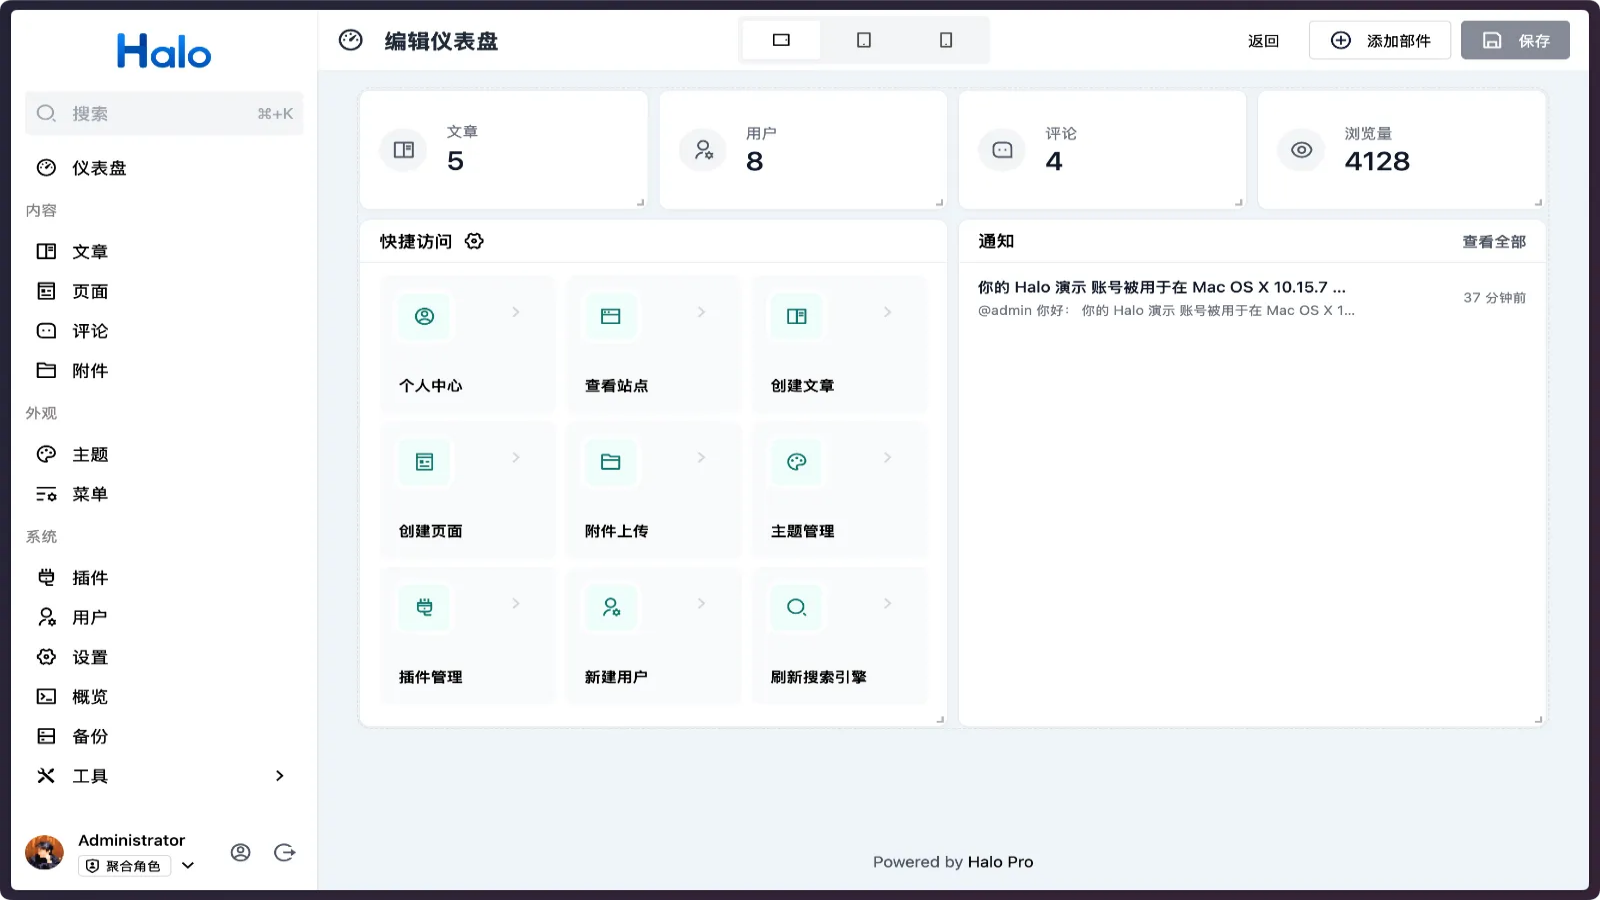 Halo
搜索
⌘+K
仪表盘
内容
文章
页面
评论
附件
外观
主题
菜单
系统
插件
用户
设置
概览
备份
工具
Administrator
聚合角色
编辑仪表盘
返回
添加部件
保存
文章
5
用户
8
评论
4
浏览量
4128
快捷访问
个人中心
查看站点
创建文章
创建页面
附件上传
主题管理
插件管理
新建用户
刷新搜索引擎
通知
查看全部
你的 Halo 演示 账号被用于在 Mac OS X 10.15.7 ...
@admin 你好： 你的 Halo 演示 账号被用于在 Mac OS X 1...
37 分钟前
Powered by Halo Pro